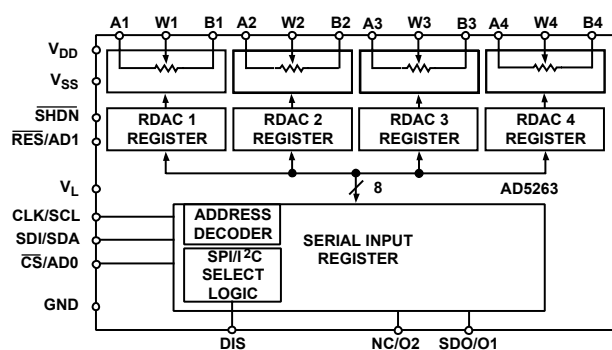 A1 W1 B1 A2 W2 B2 A3 W3 B3 A4 W4 B4
VDD
VSS
SHDN
RES/AD1
RDAC 1
REGISTER
RDAC 2
REGISTER
RDAC 3
REGISTER
RDAC 4
REGISTER
8
AD5263
VL
CLK/SCL
SDI/SDA
CS/AD0
GND
ADDRESS
DECODER
SPI/I²C
SELECT
LOGIC
SERIAL INPUT
REGISTER
DIS
NC/O2
SDO/O1